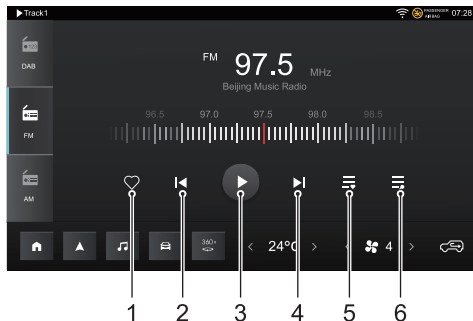 Track1
PASSENGER AIRBAG 07:28
DAB
FM
AM
FM 97.5 MHz
Beijing Music Radio
96.5 97.0 97.5 98.0 98.5
360°
< 24°C >
< 4 >
1 2 3 4 5 6